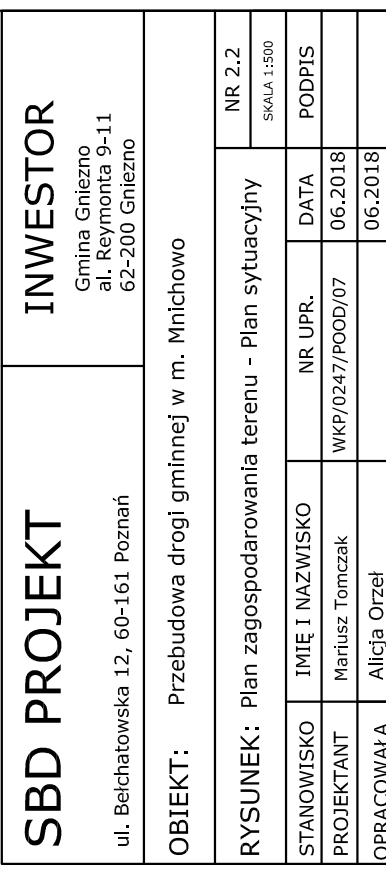 SBD PROJEKT
ul. Bełchatowska 12, 60-161 Poznań
INWESTOR
Gmina Gniezno
al. Reymonta 9-11
62-200 Gniezno
OBIEKT: Przebudowa drogi gminnej w m. Mnichowo
RYSUNEK: Plan zagospodarowania terenu - Plan sytuacyjny
NR 2.2
SKALA 1:500
STANOWISKO IMIĘ I NAZWISKO NR UPR. DATA PODPIS
PROJEKTANT Mariusz Tomczak WKP/0247/POOD/07 06.2018
OPRACOWAŁA Alicja Orzeł 06.2018